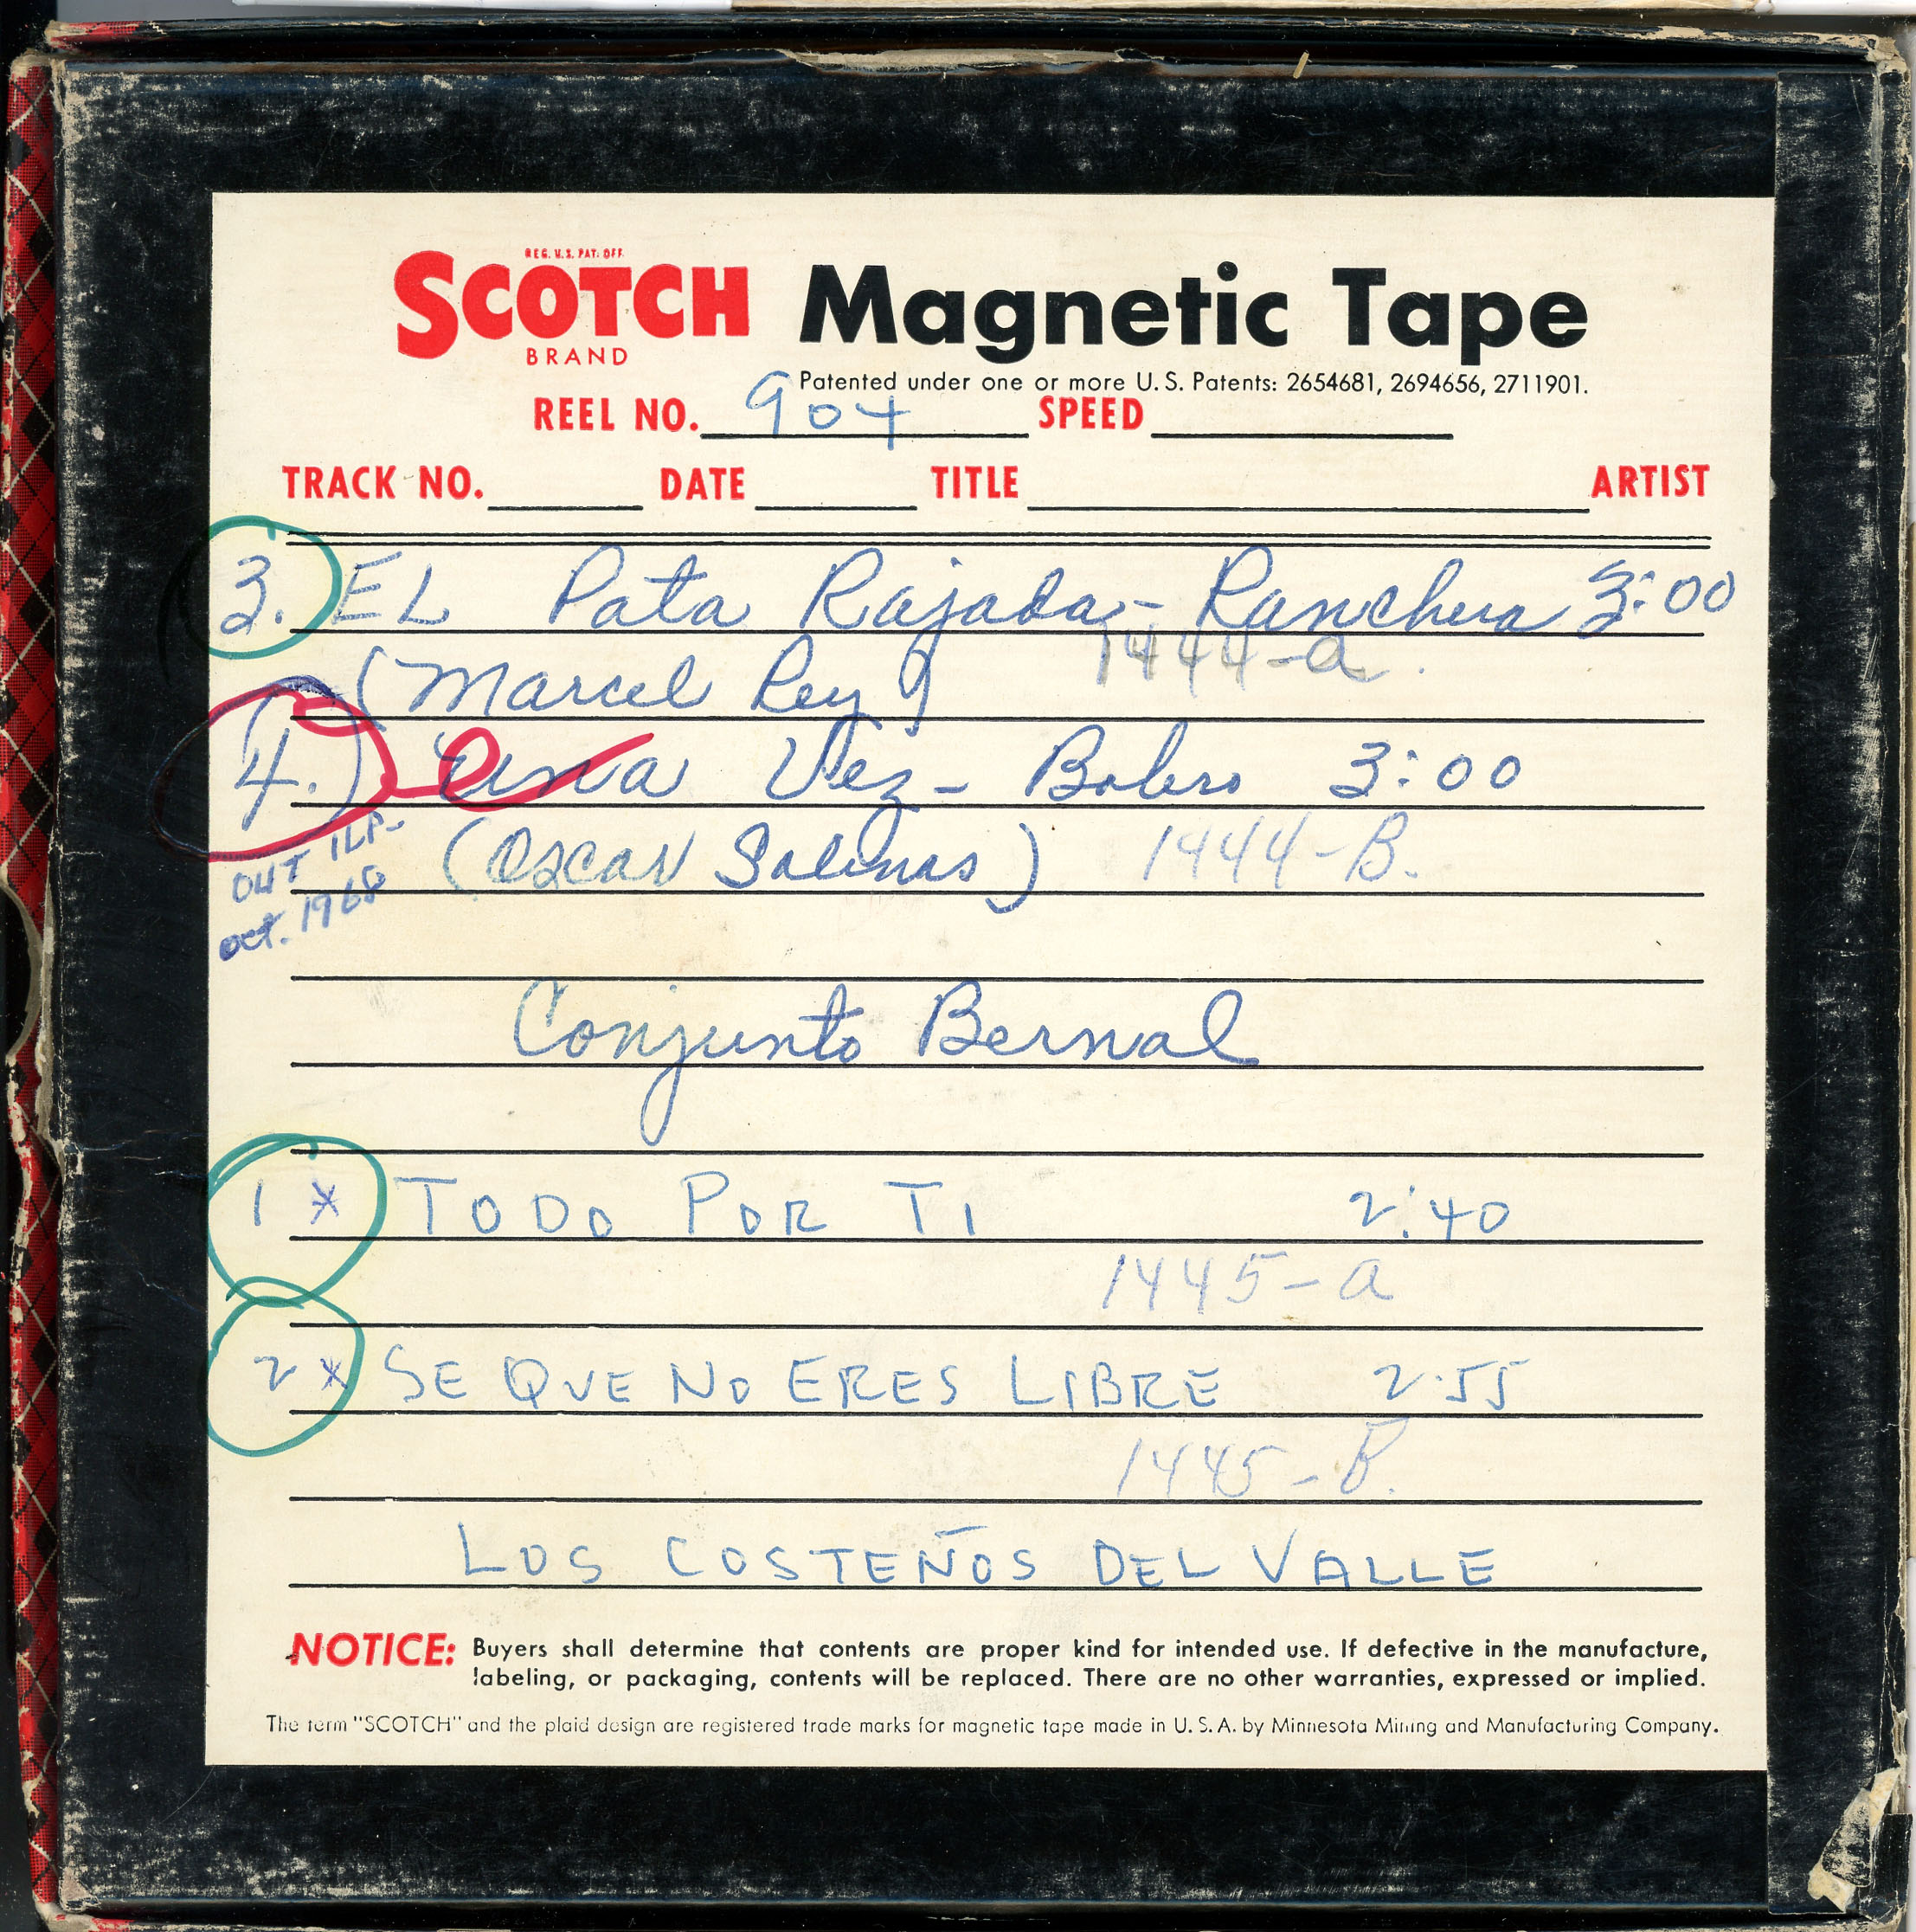 REG. U.S. PAT. OFF.
SCOTCH Magnetic Tape
BRAND
Patented under one or more U.S. Patents: 2654681, 2694656, 2711901.
REEL NO. 904 SPEED
TRACK NO. DATE TITLE ARTIST
3. EL Pata Rajada - Ranchera 3:00
(Marcel Rey) 1444-a.
4.) Una Vez - Bolero 3:00
(Oscar Salinas) 1444-B.
OUT 1LP-
oct. 1968
Conjunto Bernal
1 * TODO POR TI 2:40
1445-a
2 * SE QUE NO ERES LIBRE 2:55
1445-B.
LOS COSTEÑOS DEL VALLE
NOTICE: Buyers shall determine that contents are proper kind for intended use. If defective in the manufacture,
labeling, or packaging, contents will be replaced. There are no other warranties, expressed or implied.
The term "SCOTCH" and the plaid design are registered trade marks for magnetic tape made in U.S.A. by Minnesota Mining and Manufacturing Company.